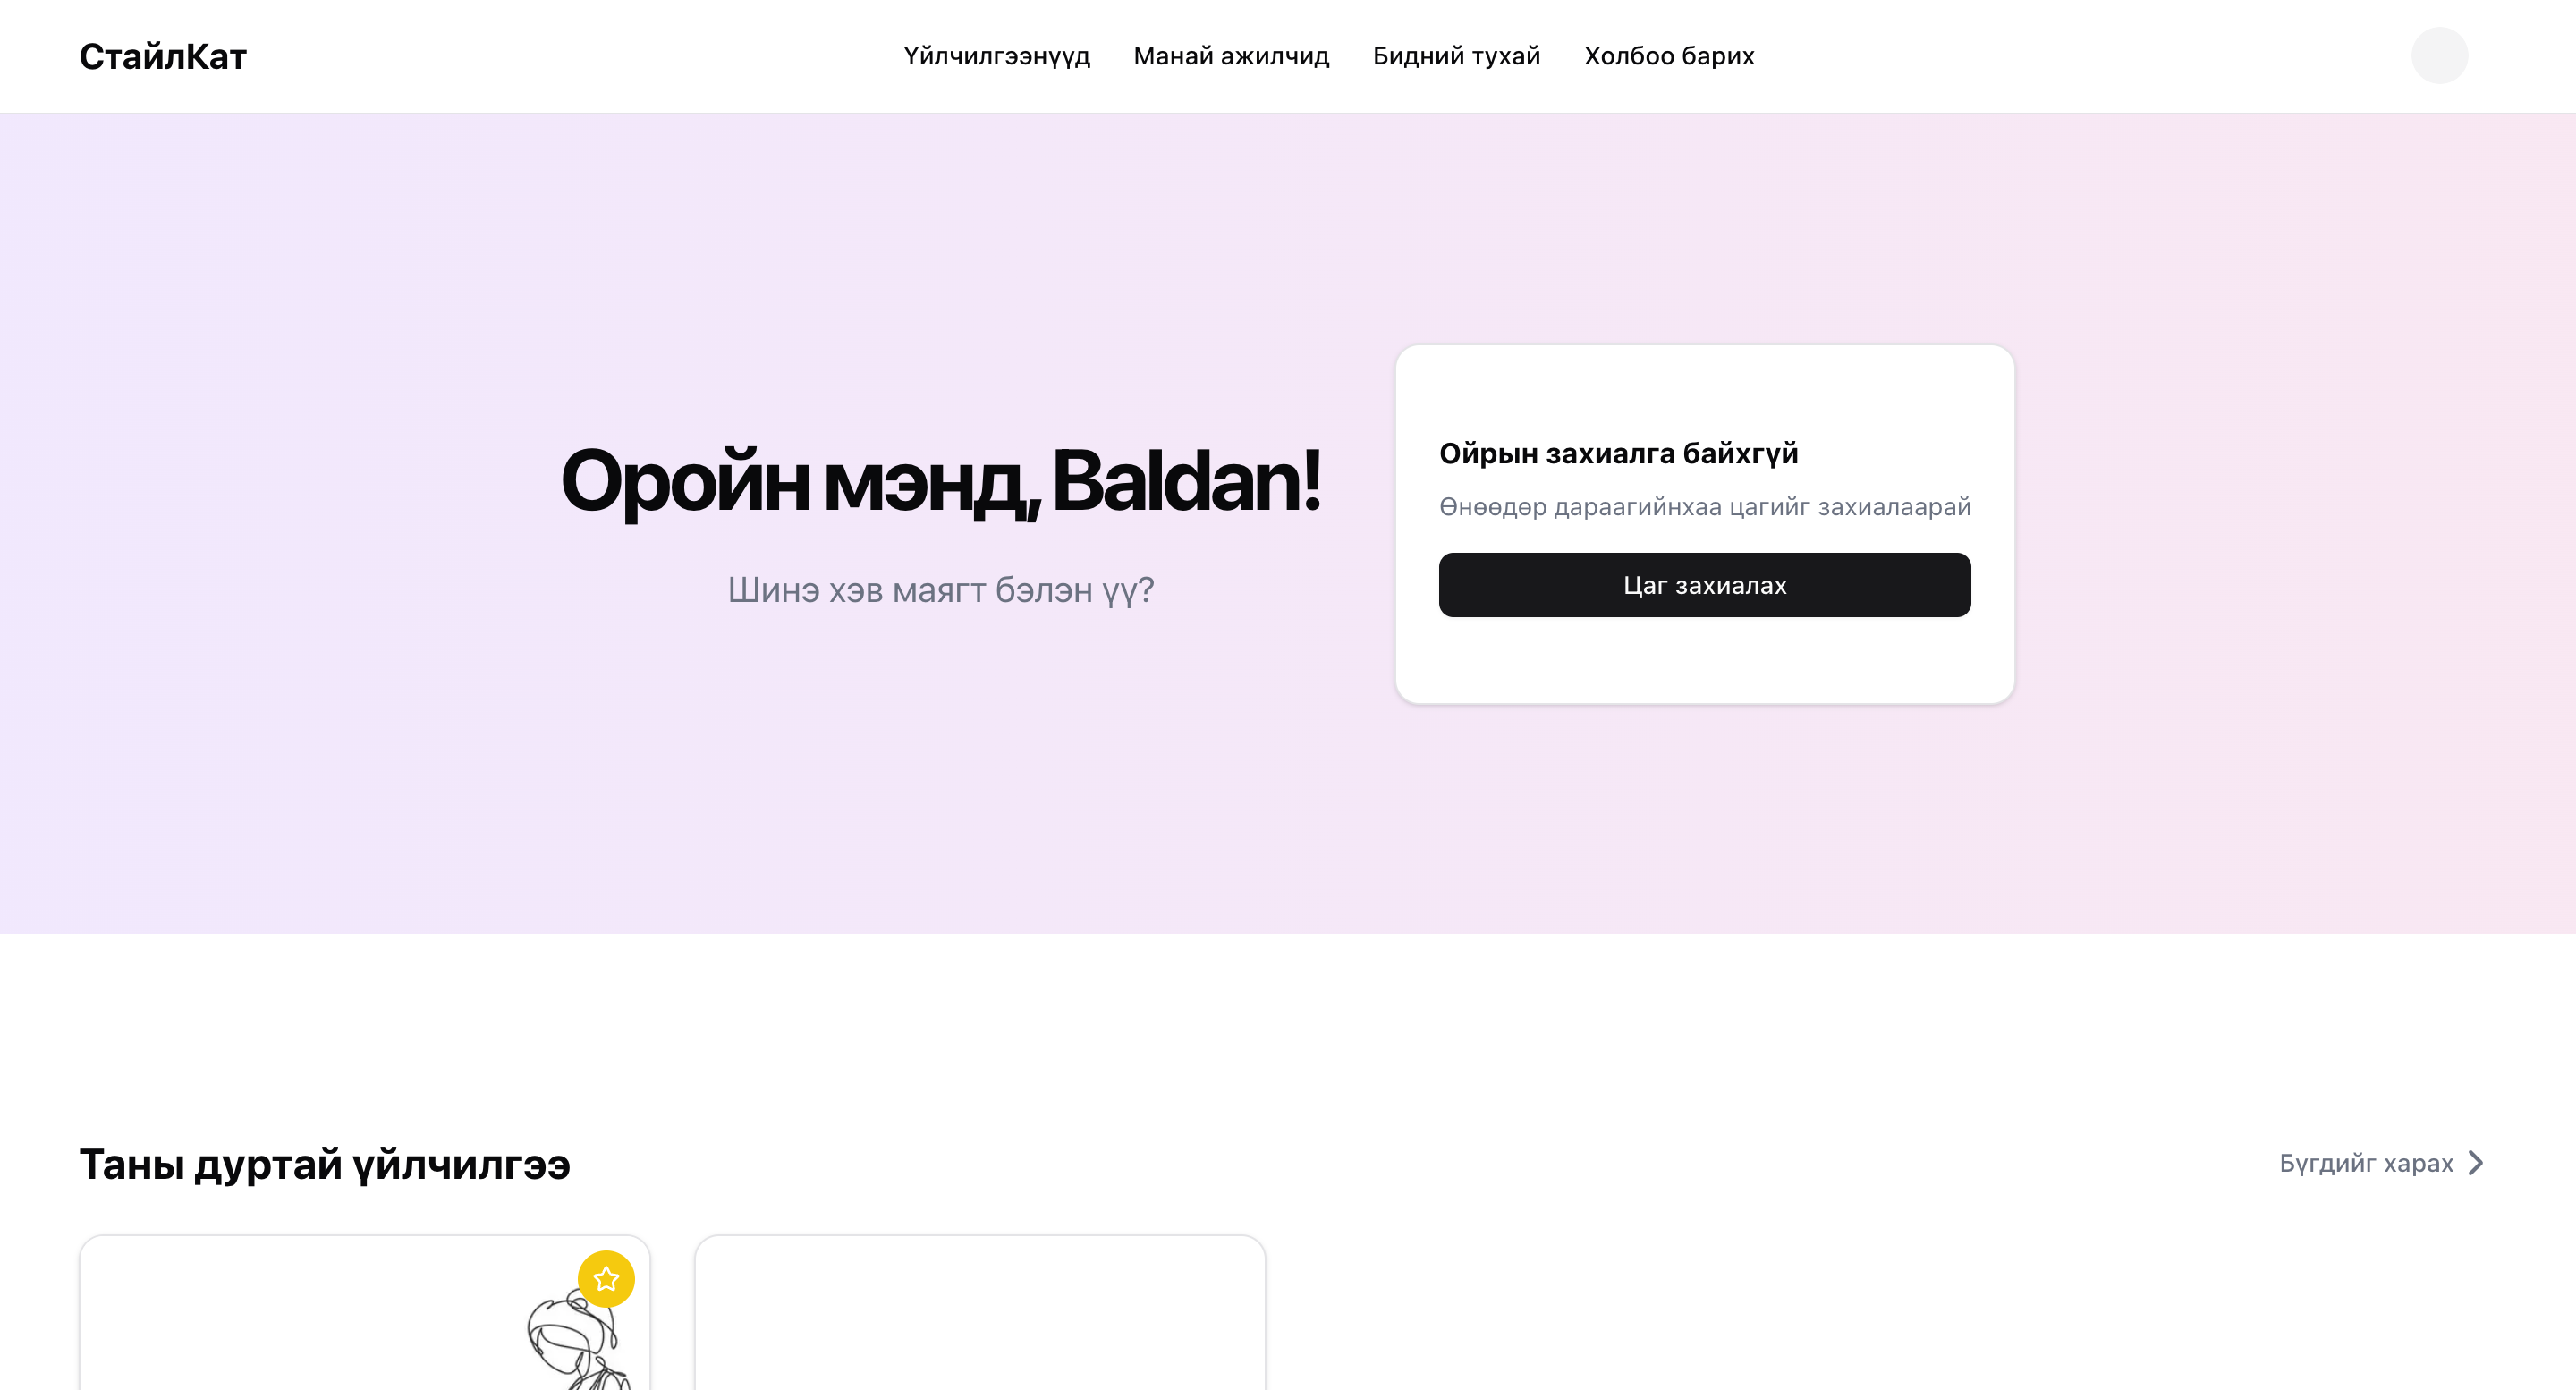 СтайлКат
Үйлчилгээнүүд
Манай ажилчид
Бидний тухай
Холбоо барих
Оройн мэнд, Baldan!
Шинэ хэв маягт бэлэн үү?
Ойрын захиалга байхгүй
Өнөөдөр дараагийнхаа цагийг захиалаарай
Цаг захиалах
Таны дуртай үйлчилгээ
Бүгдийг харах